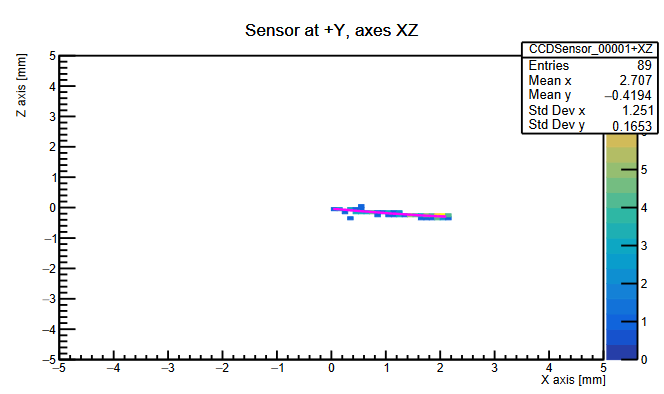 Sensor at +Y, axes XZ
CCDSensor_00001+XZ
Entries 89
Mean x 2.707
Mean y −0.4194
Std Dev x 1.251
Std Dev y 0.1653
Z axis [mm]
5
4
3
2
1
0
−1
−2
−3
−4
−5
−5 −4 −3 −2 −1 0 1 2 3 4 5
X axis [mm]
5
4
3
2
1
0